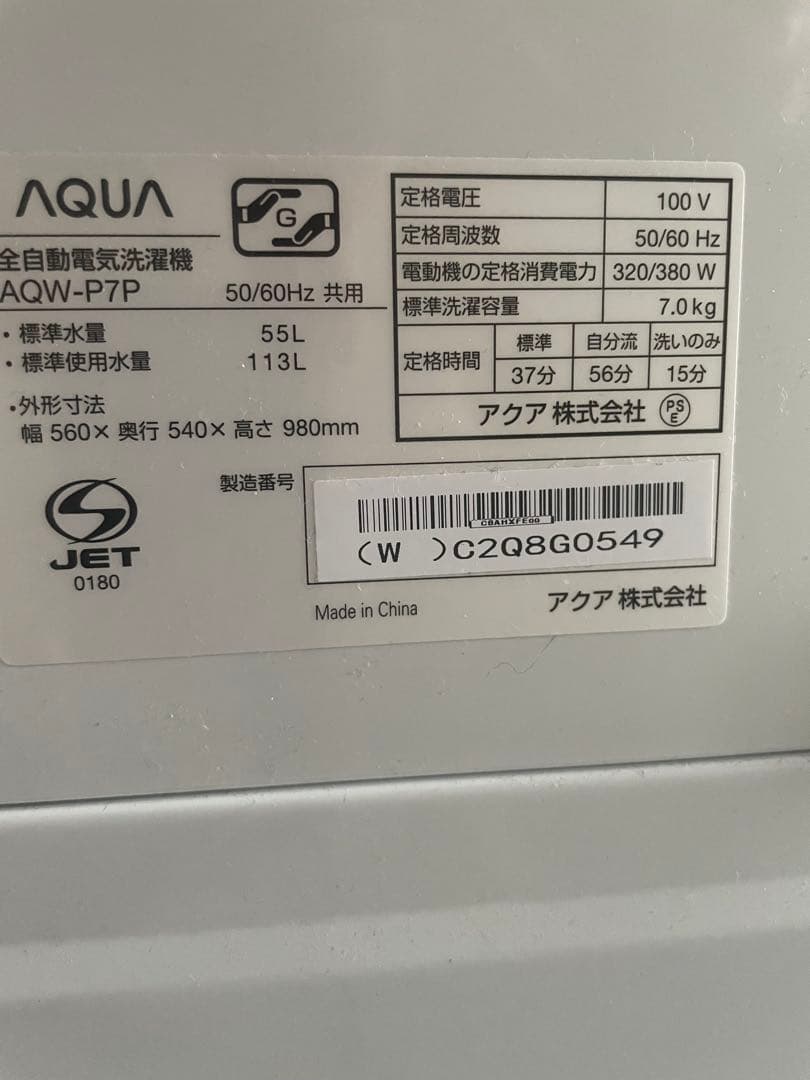 AQUA
G
全自動電気洗濯機
AQW-P7P 50/60Hz 共用
・標準水量 55L
・標準使用水量 113L
・外形寸法
幅 560× 奥行 540× 高さ 980mm
定格電圧 100 V
定格周波数 50/60 Hz
電動機の定格消費電力 320/380 W
標準洗濯容量 7.0kg
定格時間 標準 自分流 洗いのみ
37分 56分 15分
アクア 株式会社 PSE
JET
0180
製造番号
CBAHXFE00
(W )C2Q8G0549
Made in China
アクア 株式会社